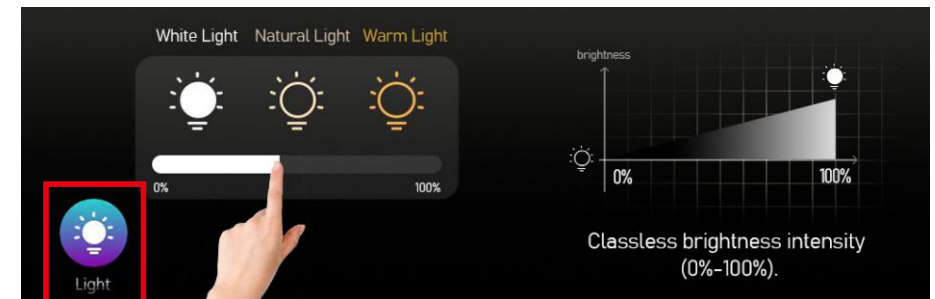 White Light Natural Light Warm Light
0% 100%
Light
brightness
0% 100%
Classless brightness intensity
(0%-100%).